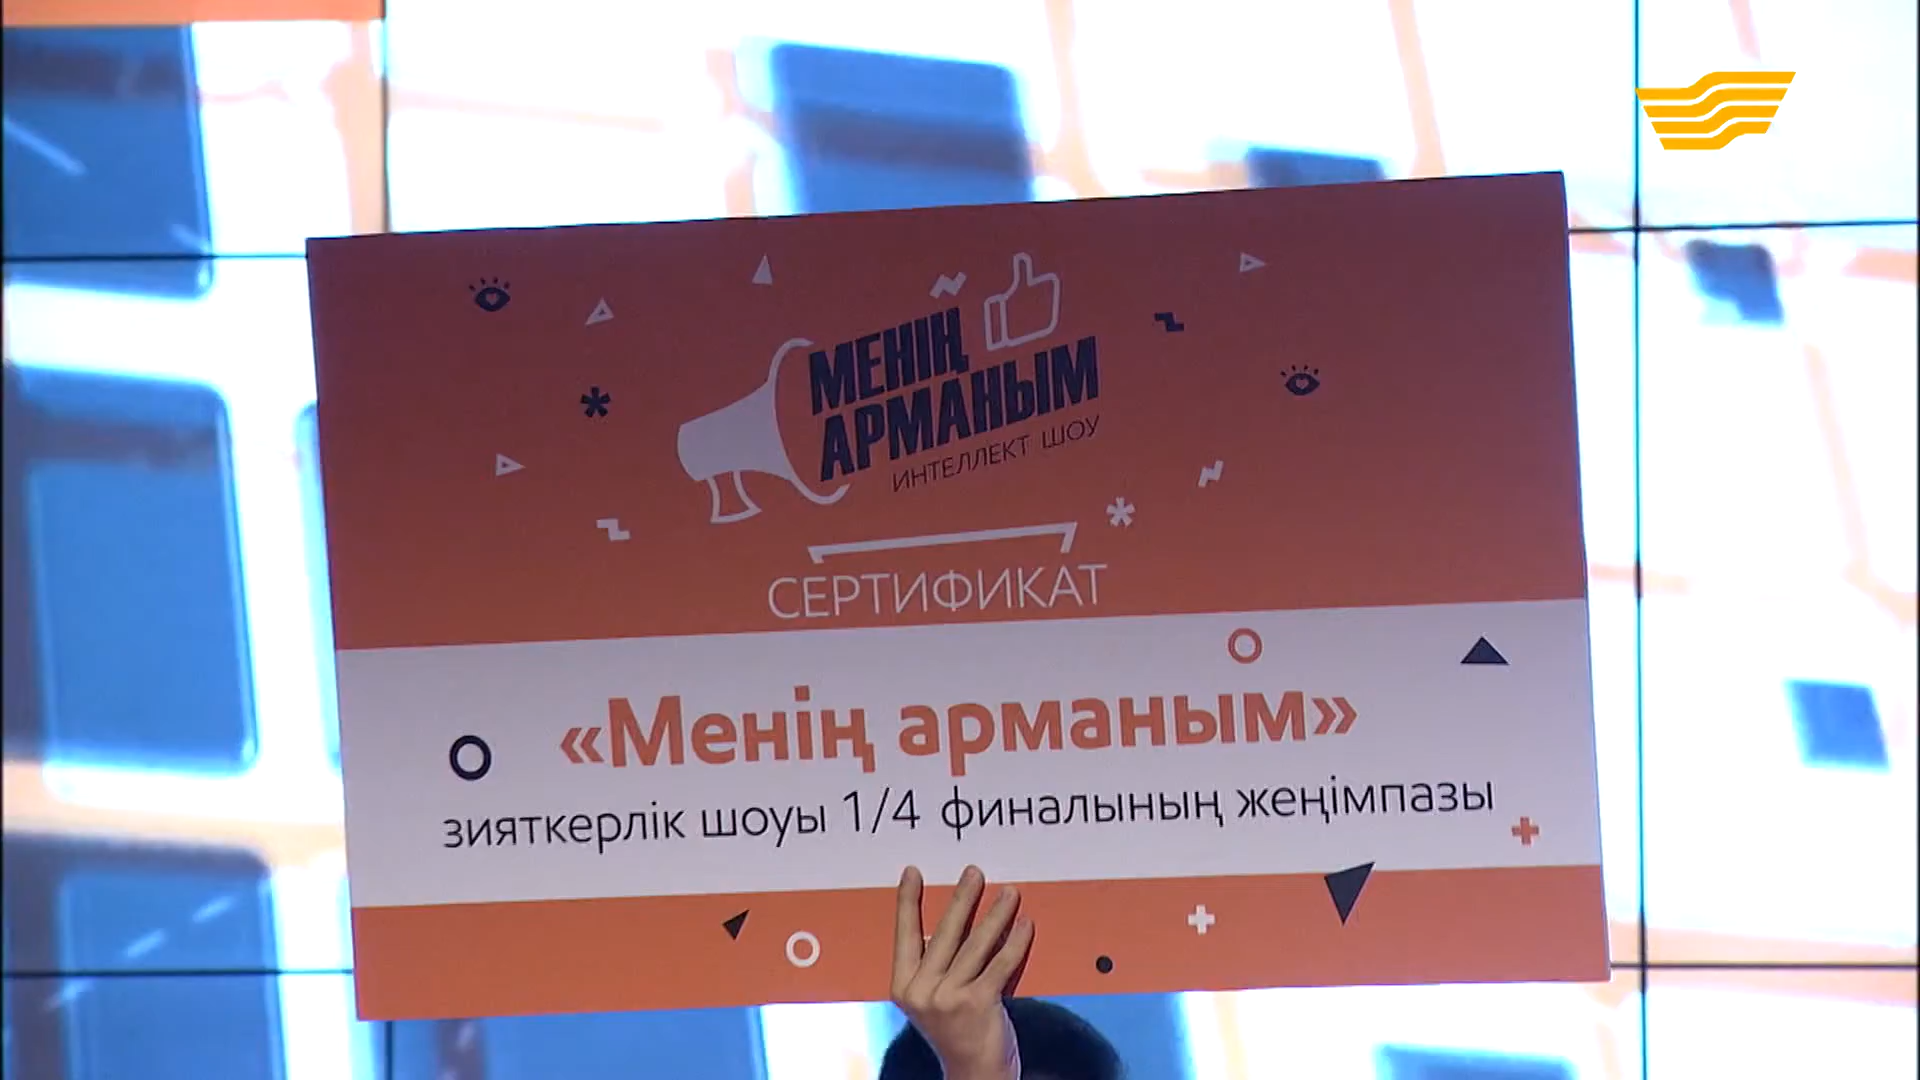 МЕНІҢ
АРМАНЫМ
ИНТЕЛЛЕКТ ШОУ
СЕРТИФИКАТ
«Менің арманым»
зияткерлік шоуы 1/4 финалының жеңімпазы